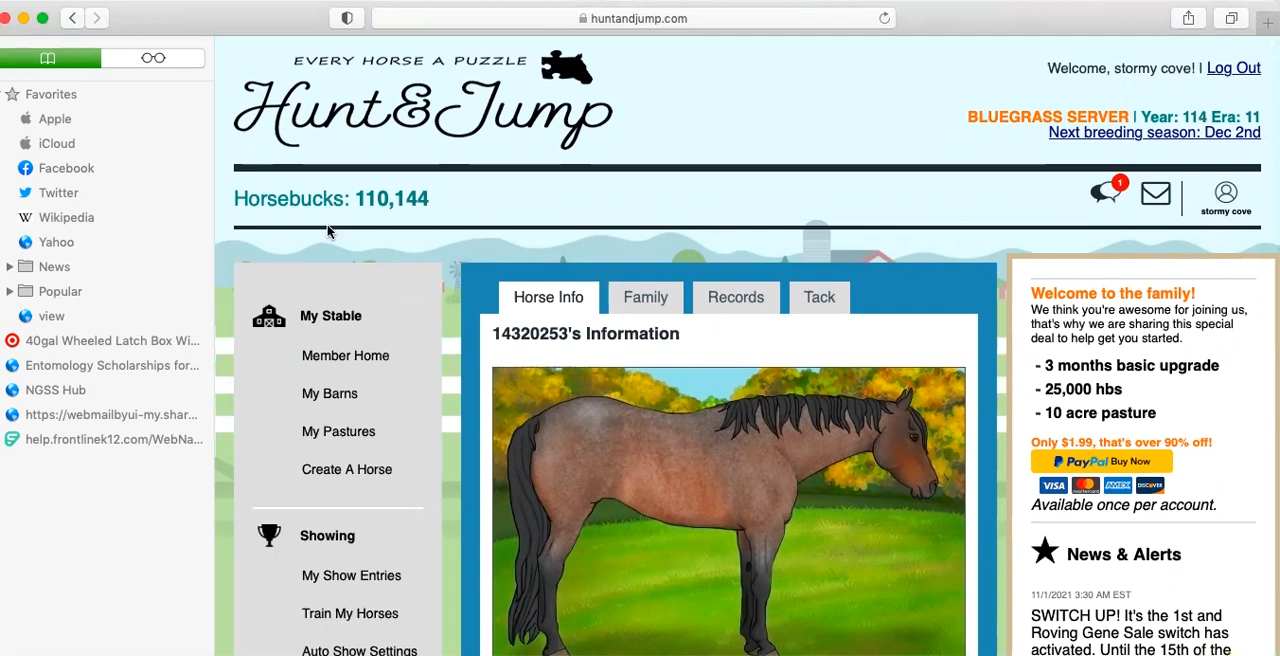 huntandjump.com
Favorites
Apple
iCloud
Facebook
Twitter
W Wikipedia
Yahoo
News
Popular
view
40gal Wheeled Latch Box Wi...
Entomology Scholarships for...
NGSS Hub
https://webmailbyui-my.shar...
help.frontlinek12.com/WebNa...
EVERY HORSE A PUZZLE
Hunt&Jump
Welcome, stormy cove! | Log Out
BLUEGRASS SERVER | Year: 114 Era: 11
Next breeding season: Dec 2nd
Horsebucks: 110,144
1
stormy cove
My Stable
Member Home
My Barns
My Pastures
Create A Horse
Showing
My Show Entries
Train My Horses
Auto Show Settings
Horse Info
Family
Records
Tack
14320253's Information
Welcome to the family!
We think you're awesome for joining us,
that's why we are sharing this special
deal to help get you started.
- 3 months basic upgrade
- 25,000 hbs
- 10 acre pasture
Only $1.99, that's over 90% off!
PayPal Buy Now
VISA mastercard AMEX DISCOVER
Available once per account.
News & Alerts
11/1/2021 3:30 AM EST
SWITCH UP! It's the 1st and
Roving Gene Sale switch has
activated. Until the 15th of the